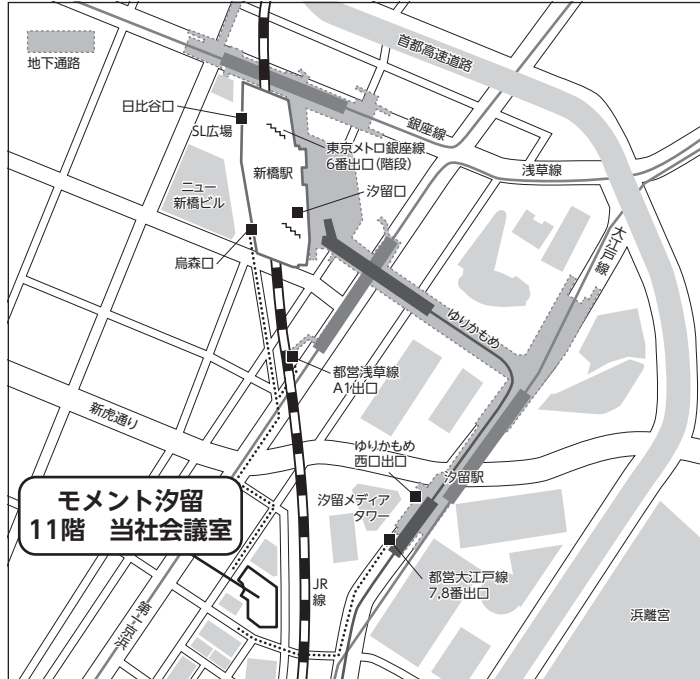 地下通路
首都高速道路
日比谷口
SL広場
銀座線
東京メトロ銀座線
6番出口(階段)
浅草線
新橋駅
ニュー
新橋ビル
汐留口
大江戸線
烏森口
ゆりかもめ
都営浅草線
A1出口
新虎通り
ゆりかもめ
西口出口
汐留駅
モメント汐留
11階 当社会議室
汐留メディア
タワー
都営大江戸線
7,8番出口
JR
線
第一京浜
浜離宮